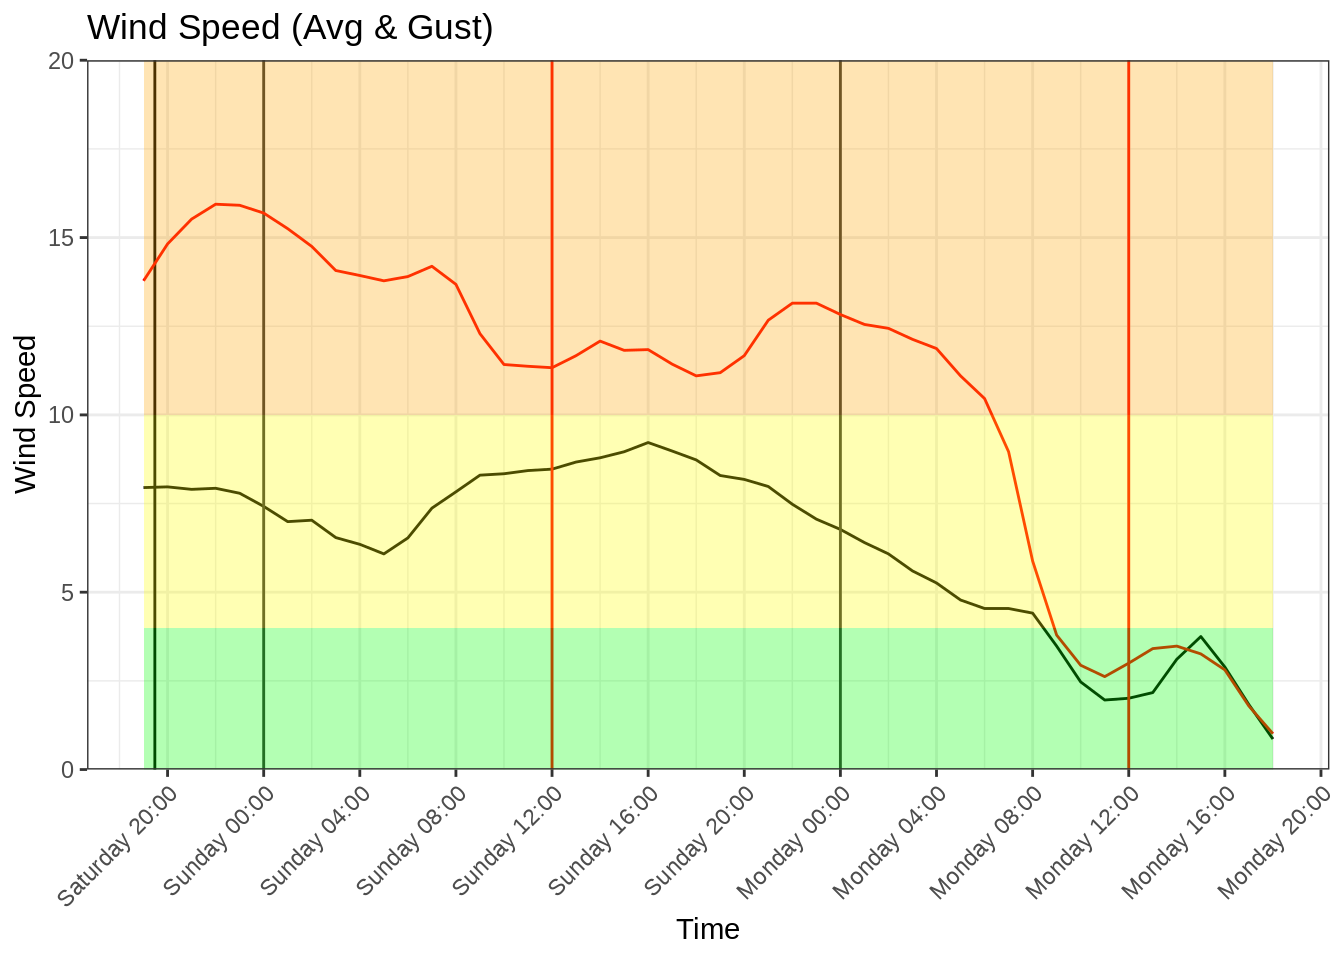 Wind Speed (Avg & Gust)
20
15
10
5
0
Wind Speed
Saturday 20:00
Sunday 00:00
Sunday 04:00
Sunday 08:00
Sunday 12:00
Sunday 16:00
Sunday 20:00
Monday 00:00
Monday 04:00
Monday 08:00
Monday 12:00
Monday 16:00
Monday 20:00
Time